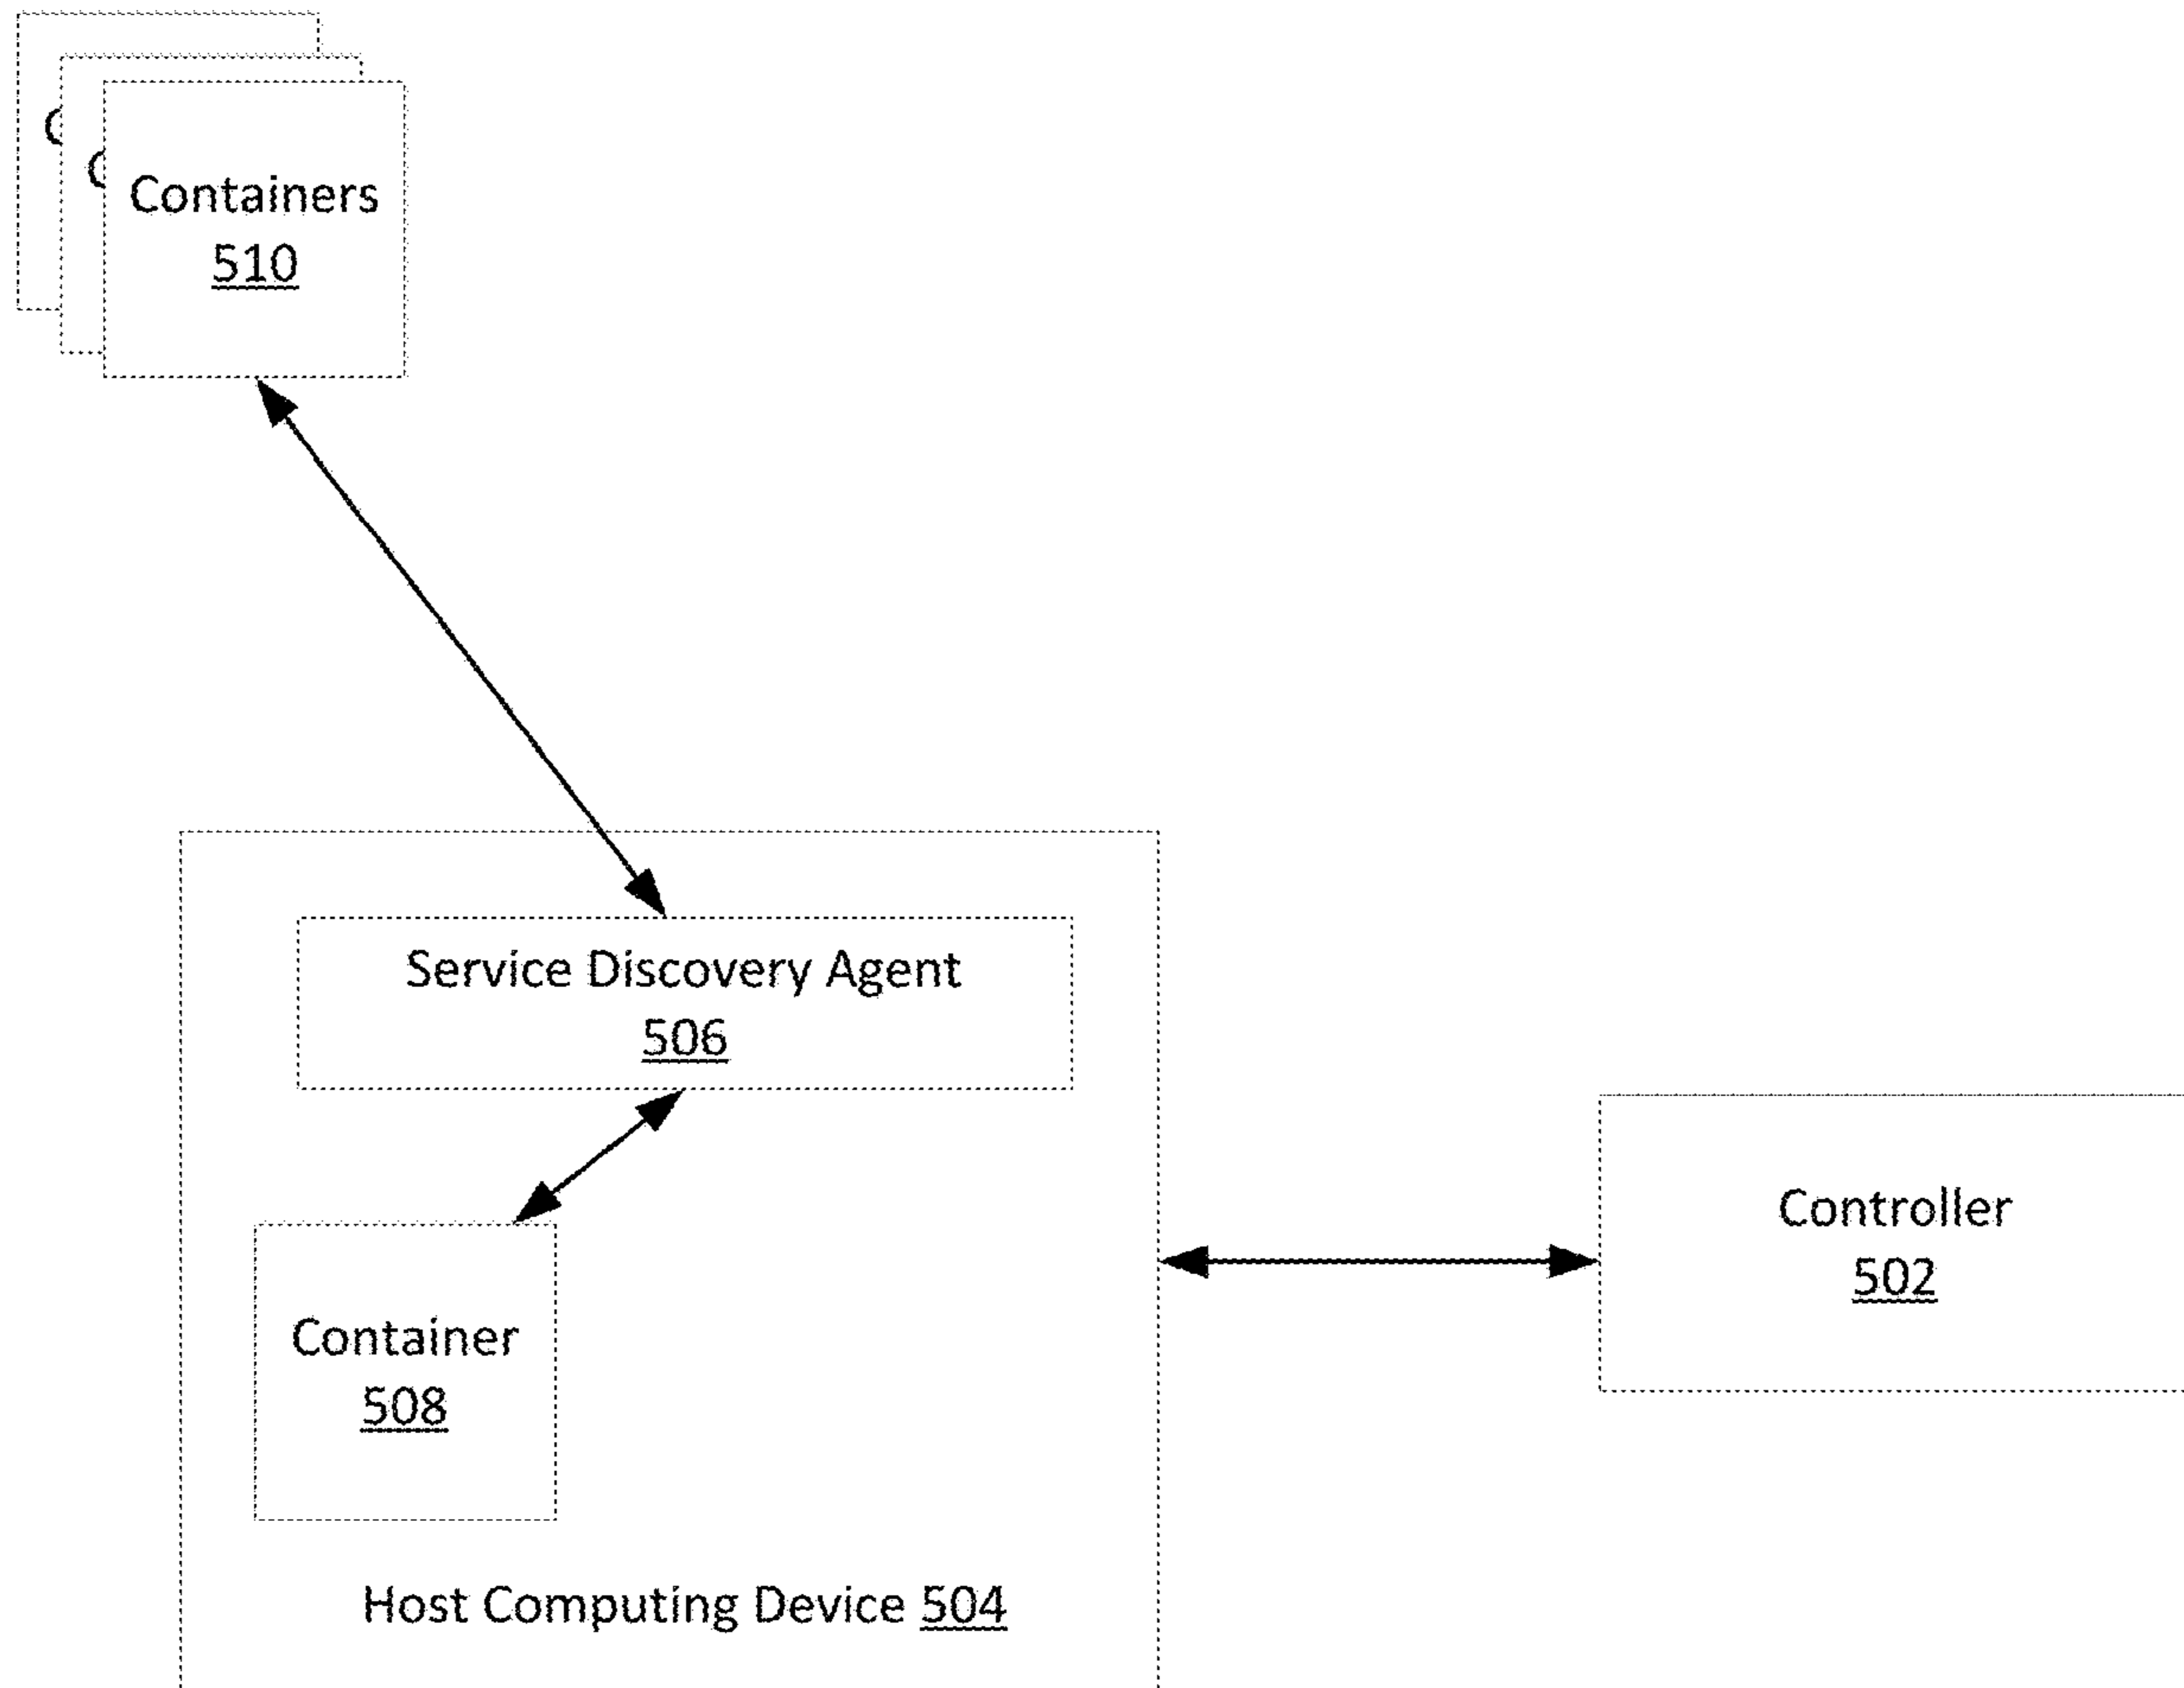 Containers
510
Service Discovery Agent
506
Controller
502
Container
508
Host Computing Device 504